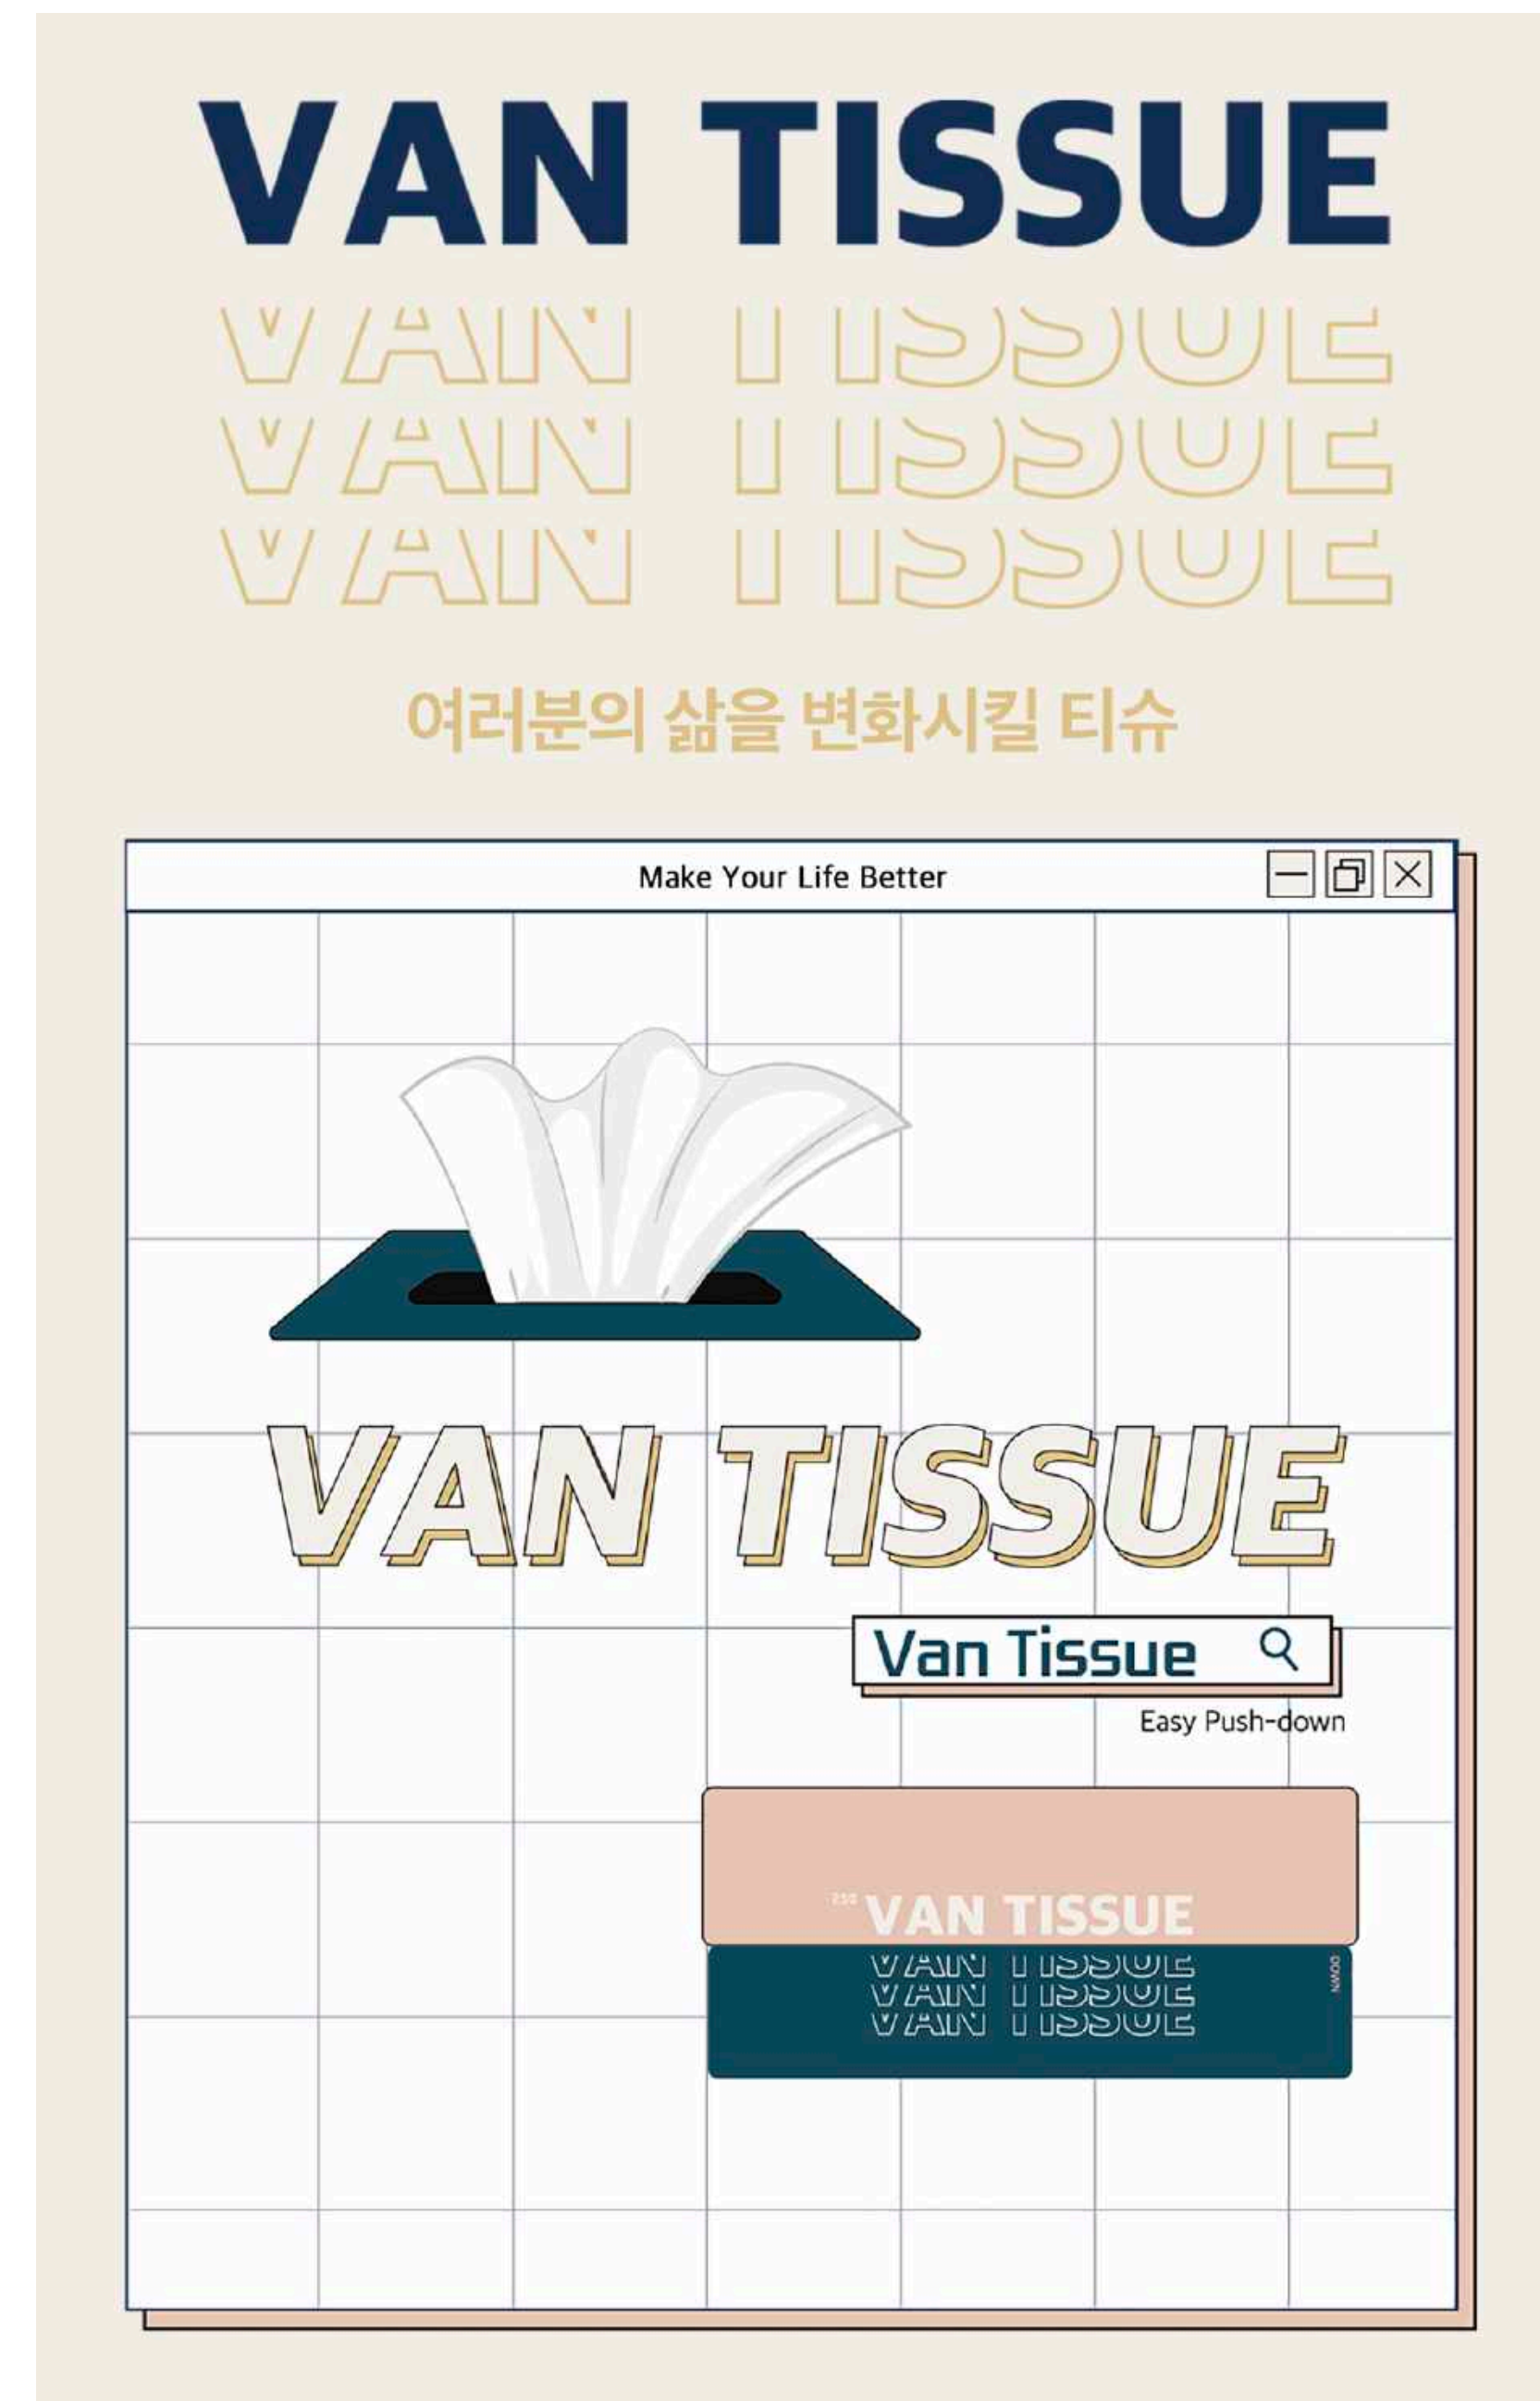 VAN TISSUE
VAN TISSUE
VAN TISSUE
VAN TISSUE
여러분의 삶을 변화시킬 티슈
Make Your Life Better
VAN TISSUE
Van Tissue
Easy Push-down
VAN TISSUE
VAN TISSUE
DOWN
VAN TISSUE
VAN TISSUE